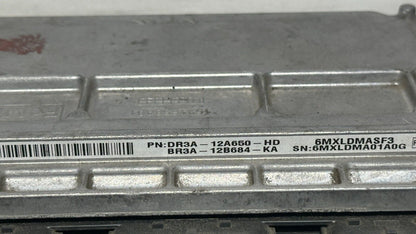 PN:DR3A-12A650-HD 6MXLDMASF3
BR3A-12B684-KA SN:6MXLDMA01A0G